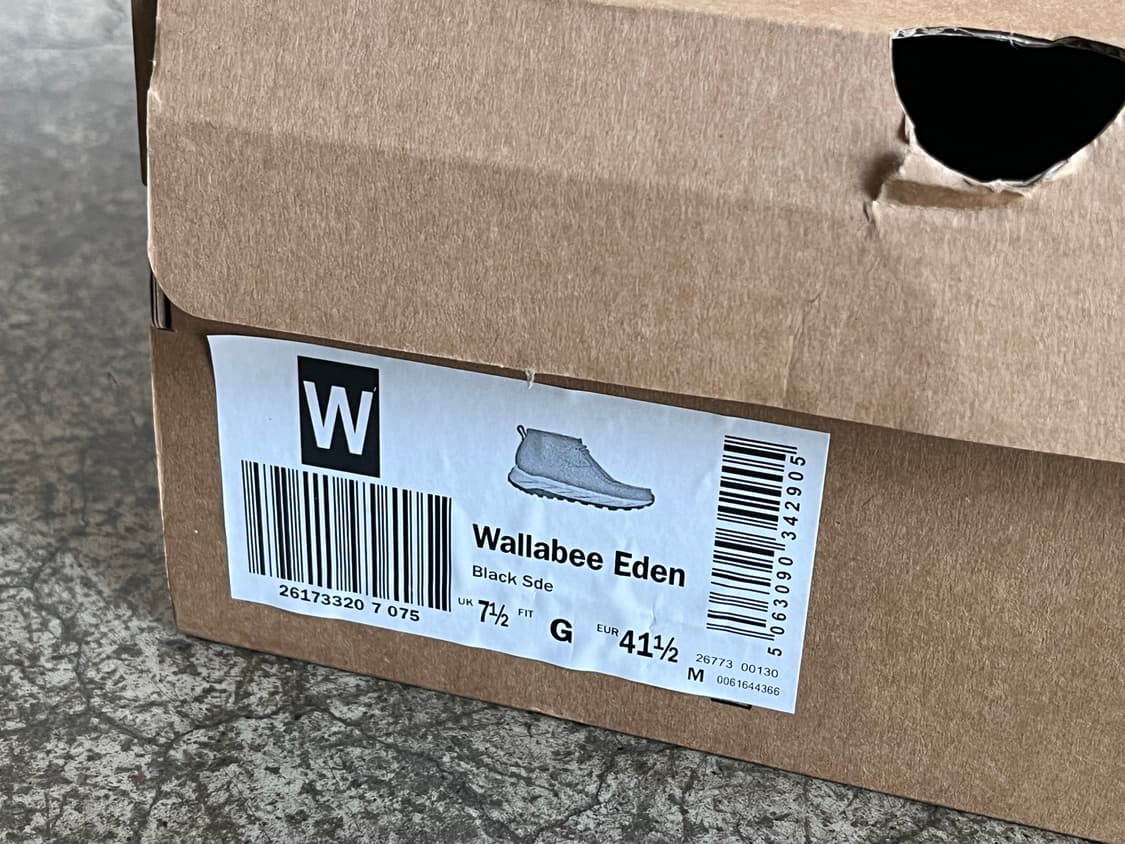 W
26173320 7 075
Wallabee Eden
Black Sde
UK 7½ FIT G EUR 41½
5 063090 342905
26773 00130
M 0061644366